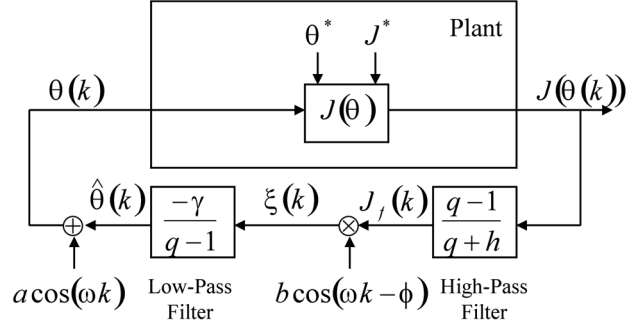 Plant
θ* J*
θ(k) J(θ) J(θ(k))
θ̂(k) −γ ξ(k) J_f(k) q−1
q−1 q+h
⊕ ⊗
a cos(ωk) Low-Pass b cos(ωk−ϕ) High-Pass
Filter Filter